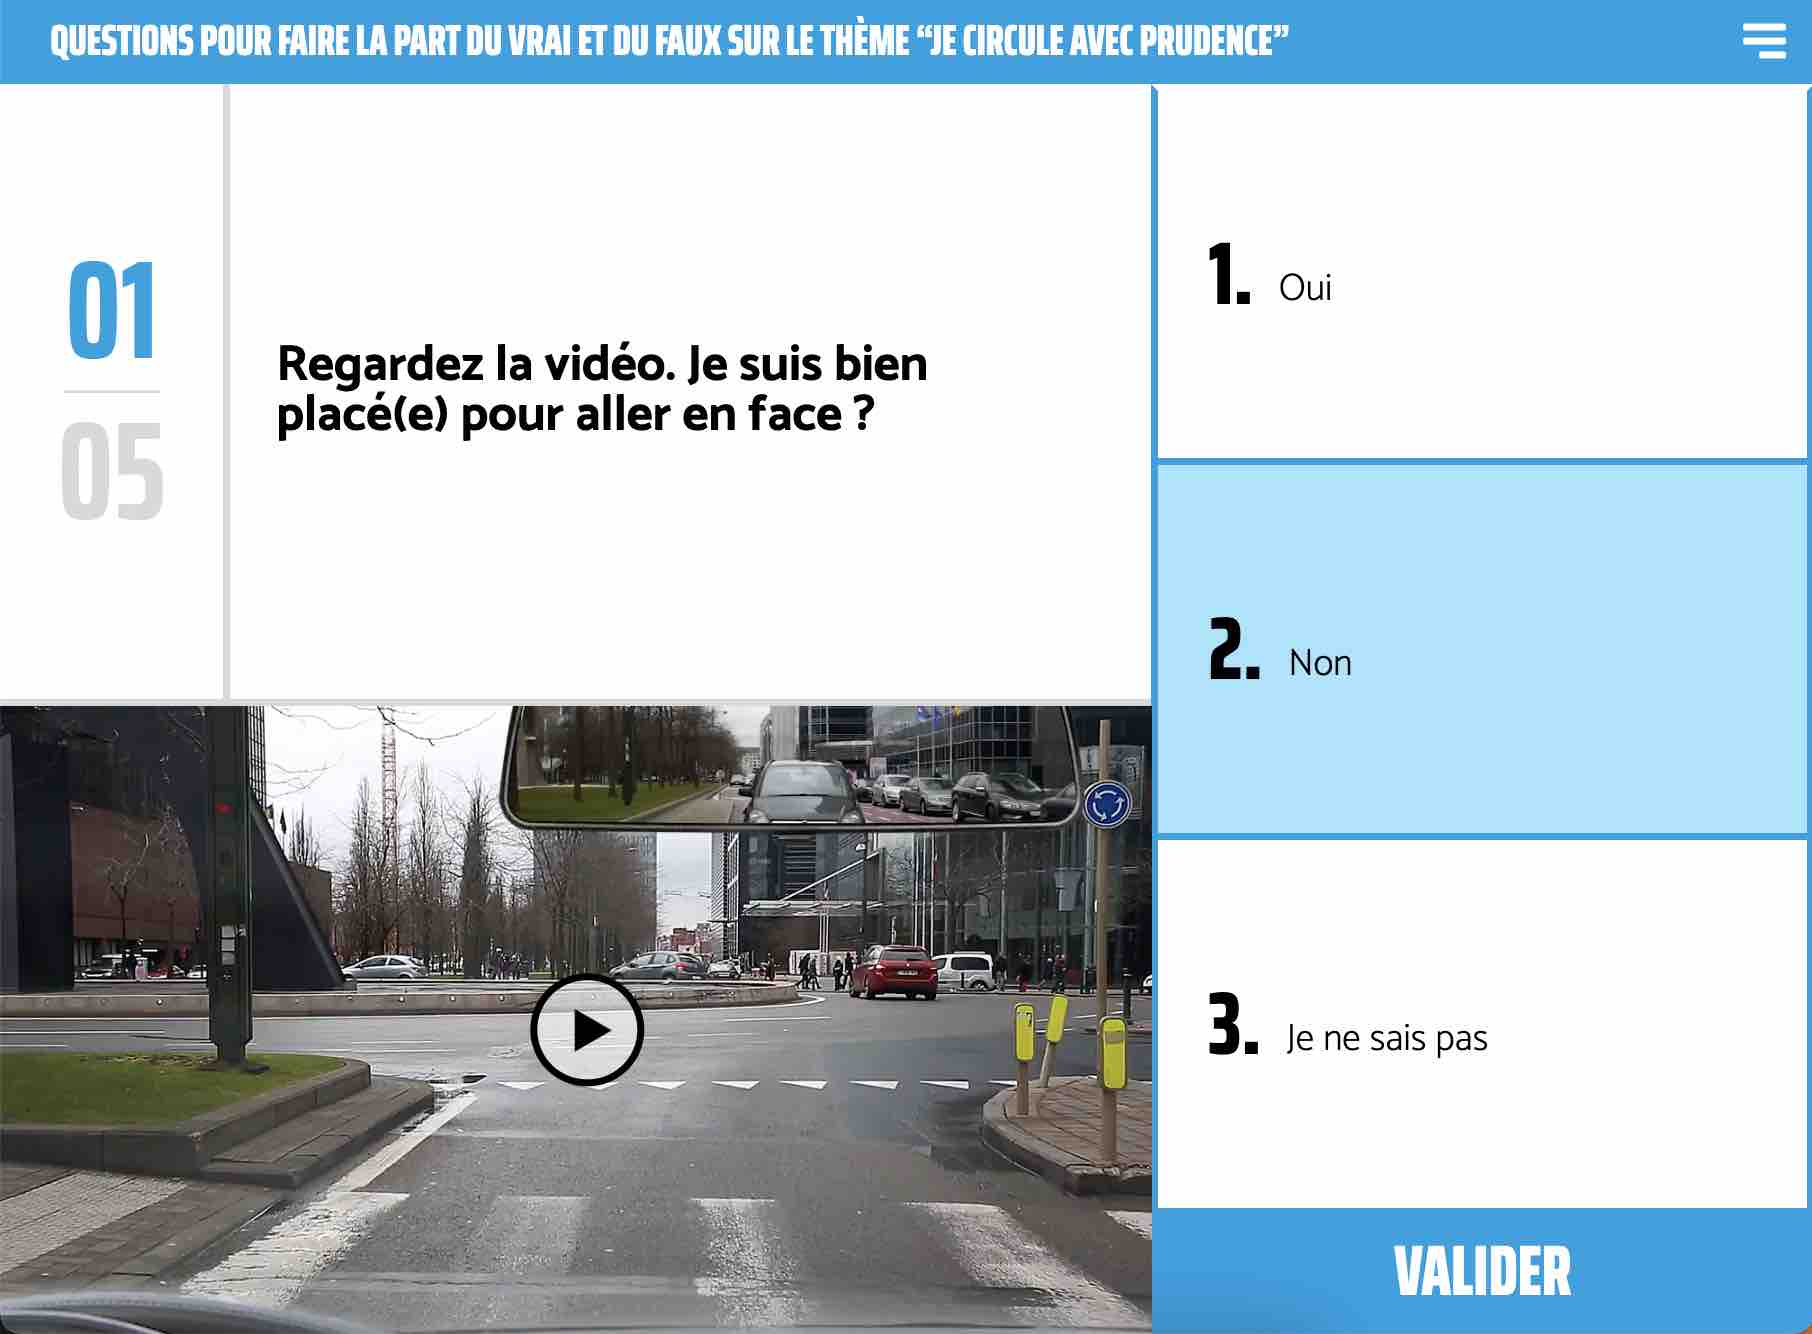 QUESTIONS POUR FAIRE LA PART DU VRAI ET DU FAUX SUR LE THÈME “JE CIRCULE AVEC PRUDENCE”
01
05
Regardez la vidéo. Je suis bien
placé(e) pour aller en face ?
1. Oui
2. Non
3. Je ne sais pas
VALIDER